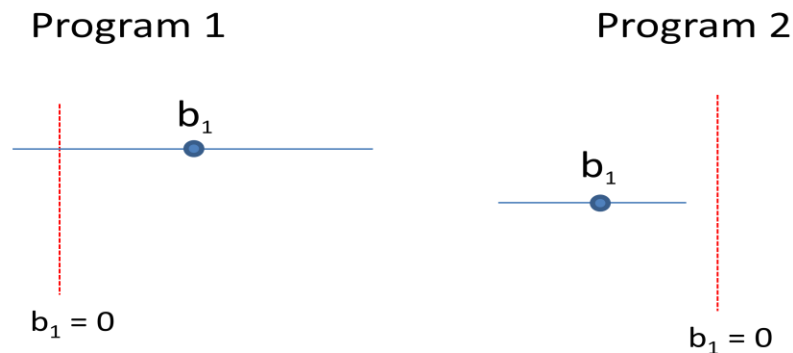 Program 1
b₁
b₁ = 0
Program 2
b₁
b₁ = 0